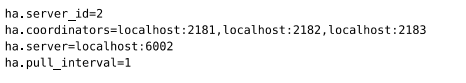 ha.server_id=2
ha.coordinators=localhost:2181,localhost:2182,localhost:2183
ha.server=localhost:6002
ha.pull_interval=1